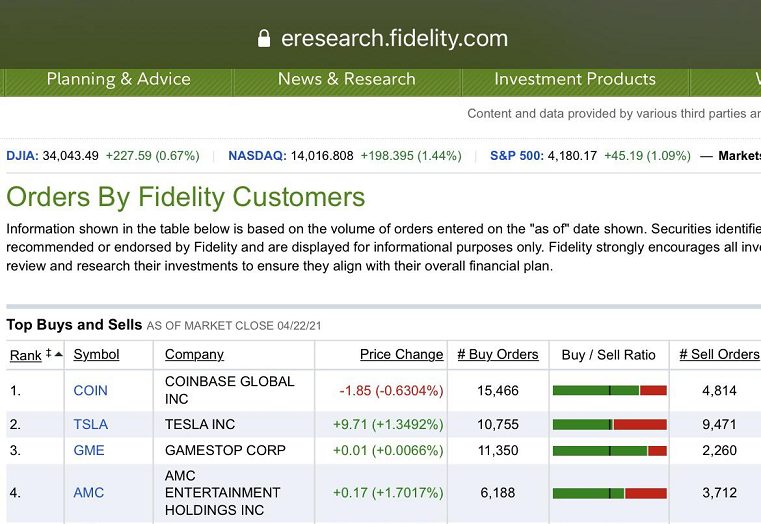 eresearch.fidelity.com
Planning & Advice News & Research Investment Products
Content and data provided by various third parties
DJIA: 34,043.49 +227.59 (0.67%) NASDAQ: 14,016.808 +198.395 (1.44%) S&P 500: 4,180.17 +45.19 (1.09%) — Markets
Orders By Fidelity Customers
Information shown in the table below is based on the volume of orders entered on the "as of" date shown. Securities
recommended or endorsed by Fidelity and are displayed for informational purposes only. Fidelity strongly encourages all
review and research their investments to ensure they align with their overall financial plan.
Top Buys and Sells AS OF MARKET CLOSE 04/22/21
Rank ‡ Symbol Company Price Change # Buy Orders Buy / Sell Ratio # Sell Orders
1. COIN COINBASE GLOBAL -1.85 (-0.6304%) 15,466 4,814
INC
2. TSLA TESLA INC +9.71 (+1.3492%) 10,755 9,471
3. GME GAMESTOP CORP +0.01 (+0.0066%) 11,350 2,260
AMC
4. AMC ENTERTAINMENT +0.17 (+1.7017%) 6,188 3,712
HOLDINGS INC